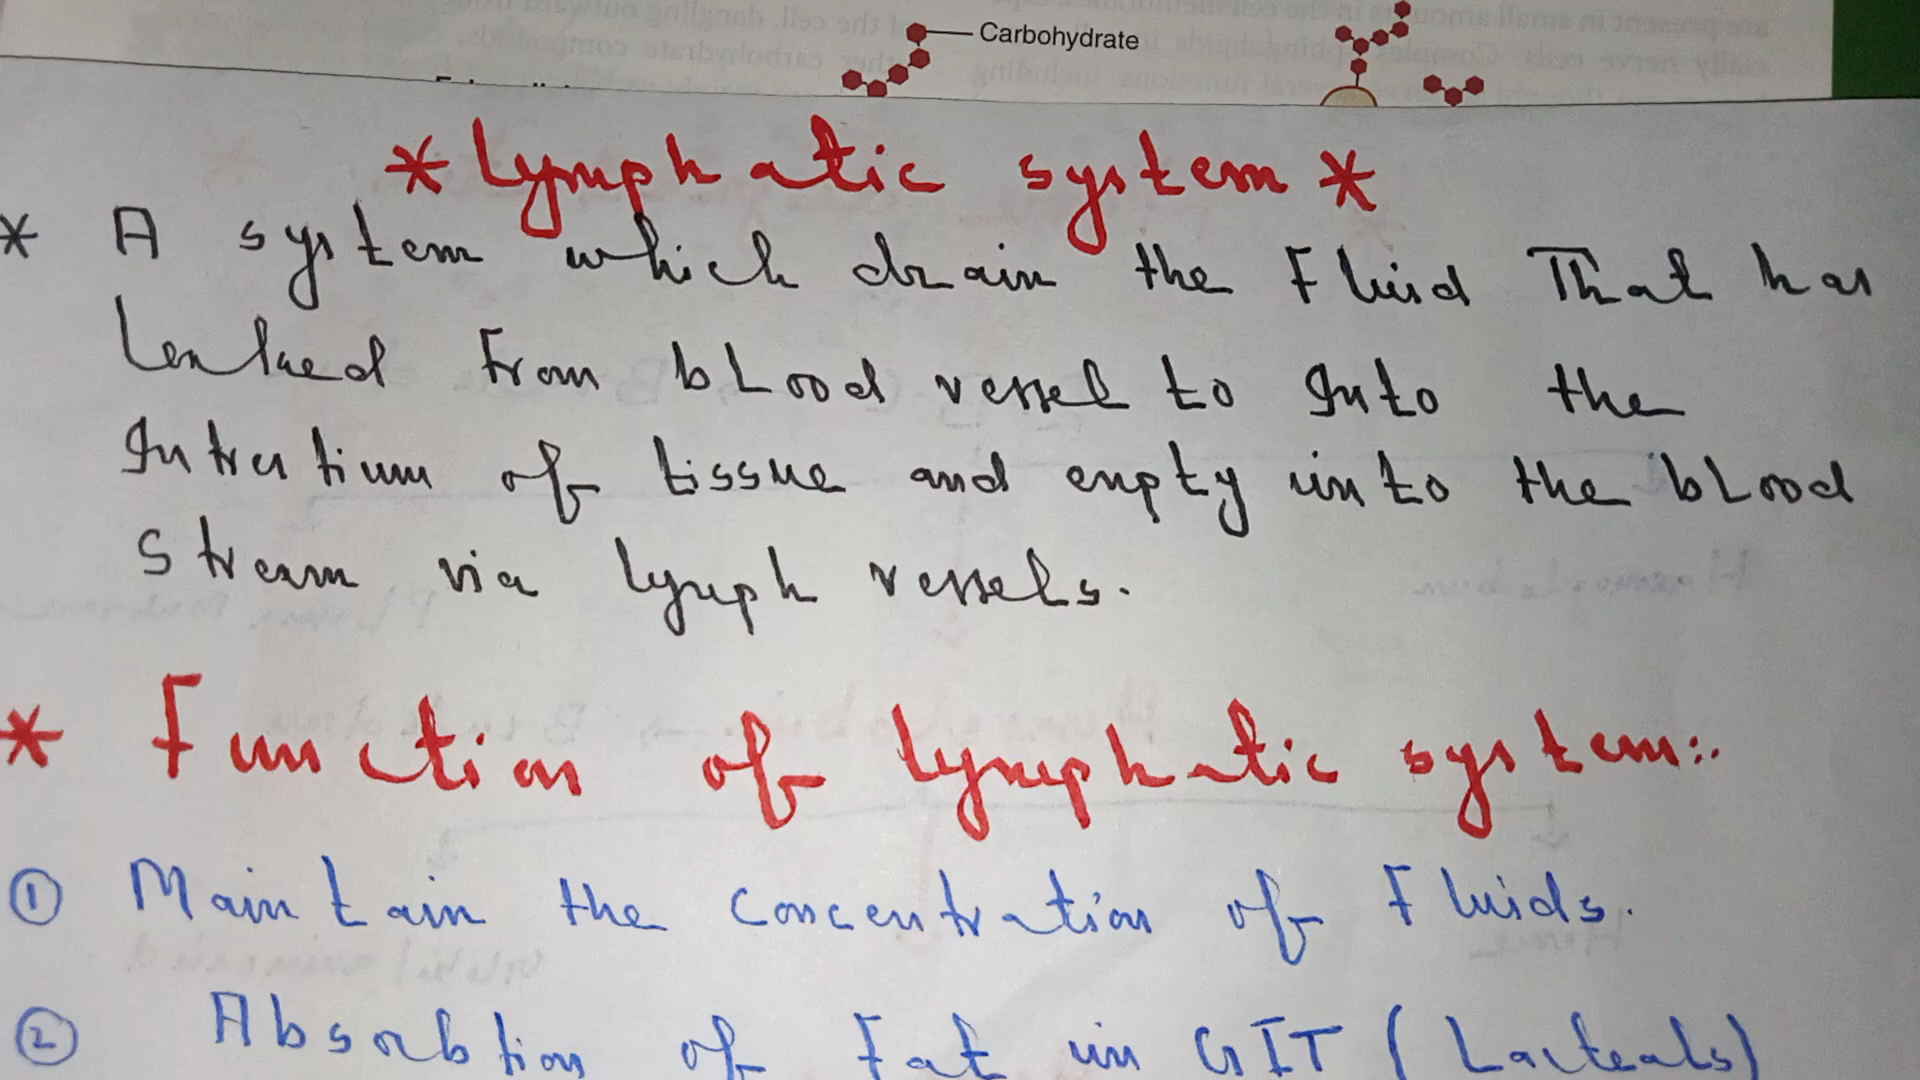 Carbohydrate
* Lymphatic system *
* A system which drain the Fluid That has
Leaked From bLood vessel to Into the
Intrestium of tissue and empty into the bLood
Stream via lymph vessels.
* Function of lymphatic system:.
① Maintain the concentration of Fluids.
② Absorbtion of Fat in GIT (Lacteals)